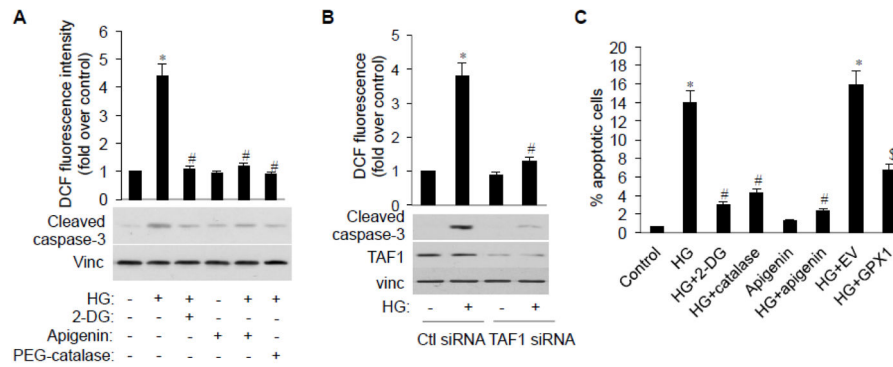 A
DCF fluorescence intensity
(fold over control)
6
5
4
3
2
1
0
*
#
#
#
Cleaved
caspase-3
Vinc
HG: - + + - + +
2-DG: - - + - - -
Apigenin: - - - + + -
PEG-catalase: - - - - - +
B
DCF fluorescence
(fold over control)
5
4
3
2
1
0
*
#
Cleaved
caspase-3
TAF1
vinc
HG: - + - +
Ctl siRNA TAF1 siRNA
C
% apoptotic cells
20
18
16
14
12
10
8
6
4
2
0
*
#
#
#
*
$
Control
HG
HG+2-DG
HG+catalase
Apigenin
HG+apigenin
HG+EV
HG+GPX1